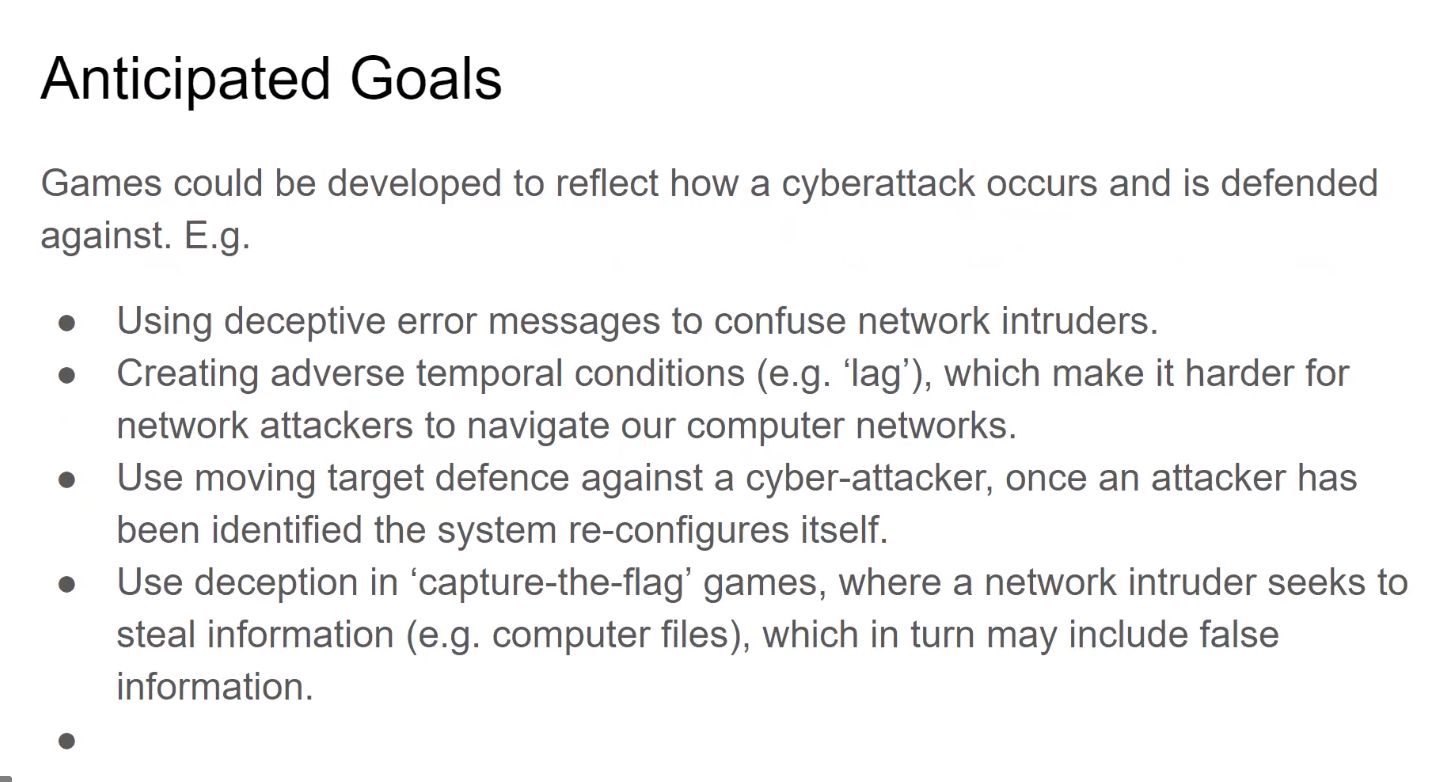 Anticipated Goals
Games could be developed to reflect how a cyberattack occurs and is defended
against. E.g.
● Using deceptive error messages to confuse network intruders.
● Creating adverse temporal conditions (e.g. ‘lag’), which make it harder for
network attackers to navigate our computer networks.
● Use moving target defence against a cyber-attacker, once an attacker has
been identified the system re-configures itself.
● Use deception in ‘capture-the-flag’ games, where a network intruder seeks to
steal information (e.g. computer files), which in turn may include false
information.
●